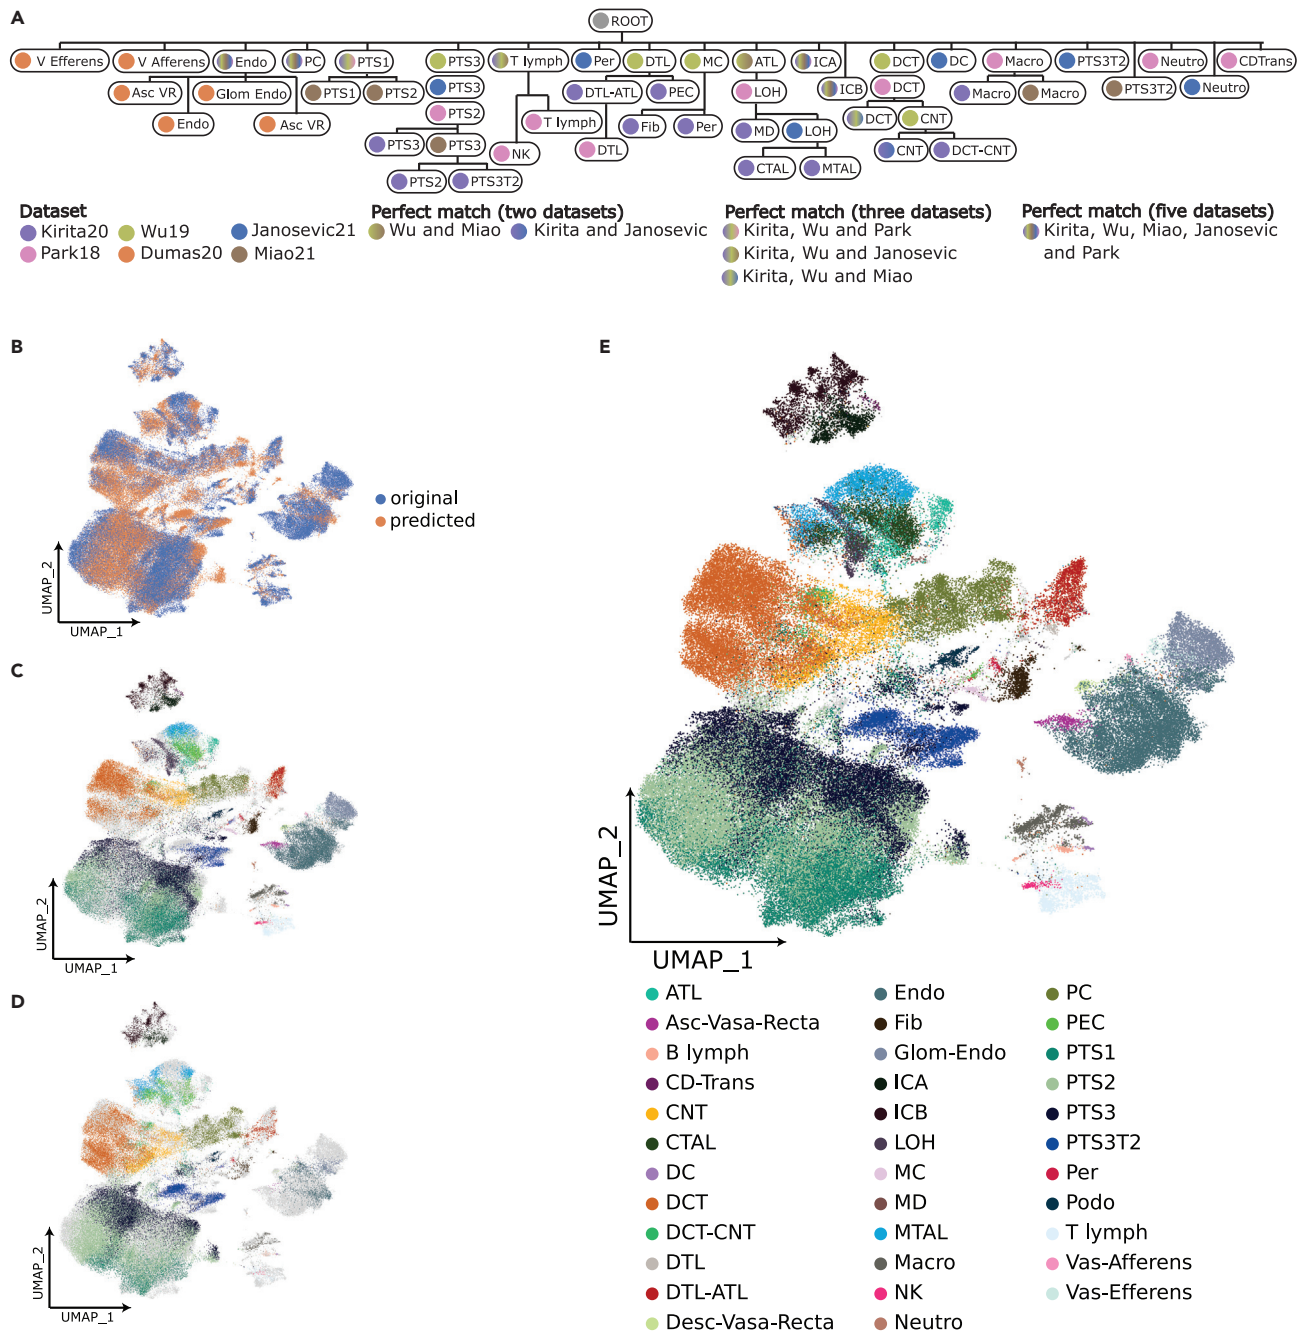 A
ROOT
V Efferens
V Afferens
Endo
PC
PTS1
PTS3
T lymph
Per
DTL
MC
ATL
ICA
DCT
DC
Macro
PTS3T2
Neutro
CDTrans
Asc VR
Glom Endo
PTS1
PTS2
PTS3
DTL-ATL
PEC
LOH
ICB
DCT
Macro
Macro
PTS3T2
Neutro
Endo
Asc VR
PTS2
T lymph
Fib
Per
MD
LOH
DCT
CNT
PTS3
PTS3
NK
DTL
CNT
DCT-CNT
PTS2
PTS3T2
CTAL
MTAL
Dataset
Kirita20
Wu19
Janosevic21
Park18
Dumas20
Miao21
Perfect match (two datasets)
Wu and Miao
Kirita and Janosevic
Perfect match (three datasets)
Kirita, Wu and Park
Kirita, Wu and Janosevic
Kirita, Wu and Miao
Perfect match (five datasets)
Kirita, Wu, Miao, Janosevic
and Park
B
original
predicted
UMAP_2
UMAP_1
C
UMAP_2
UMAP_1
D
UMAP_2
UMAP_1
E
UMAP_2
UMAP_1
ATL
Asc-Vasa-Recta
B lymph
CD-Trans
CNT
CTAL
DC
DCT
DCT-CNT
DTL
DTL-ATL
Desc-Vasa-Recta
Endo
Fib
Glom-Endo
ICA
ICB
LOH
MC
MD
MTAL
Macro
NK
Neutro
PC
PEC
PTS1
PTS2
PTS3
PTS3T2
Per
Podo
T lymph
Vas-Afferens
Vas-Efferens